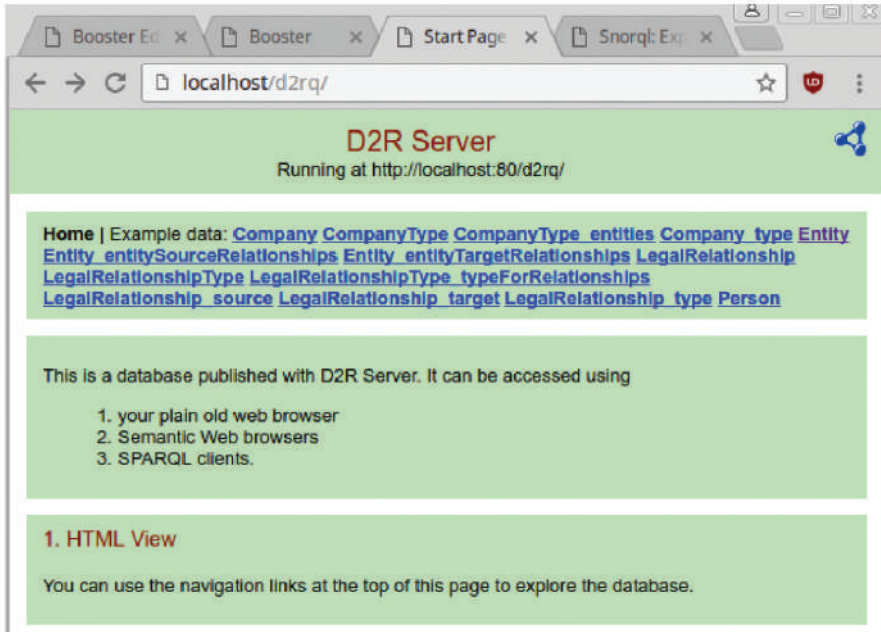 Booster Ed
Booster
Start Page
Snorql: Exp
localhost/d2rq/
D2R Server
Running at http://localhost:80/d2rq/
Home | Example data: Company CompanyType CompanyType_entities Company_type Entity
Entity_entitySourceRelationships Entity_entityTargetRelationships LegalRelationship
LegalRelationshipType LegalRelationshipType_typeForRelationships
LegalRelationship_source LegalRelationship_target LegalRelationship_type Person
This is a database published with D2R Server. It can be accessed using
1. your plain old web browser
2. Semantic Web browsers
3. SPARQL clients.
1. HTML View
You can use the navigation links at the top of this page to explore the database.